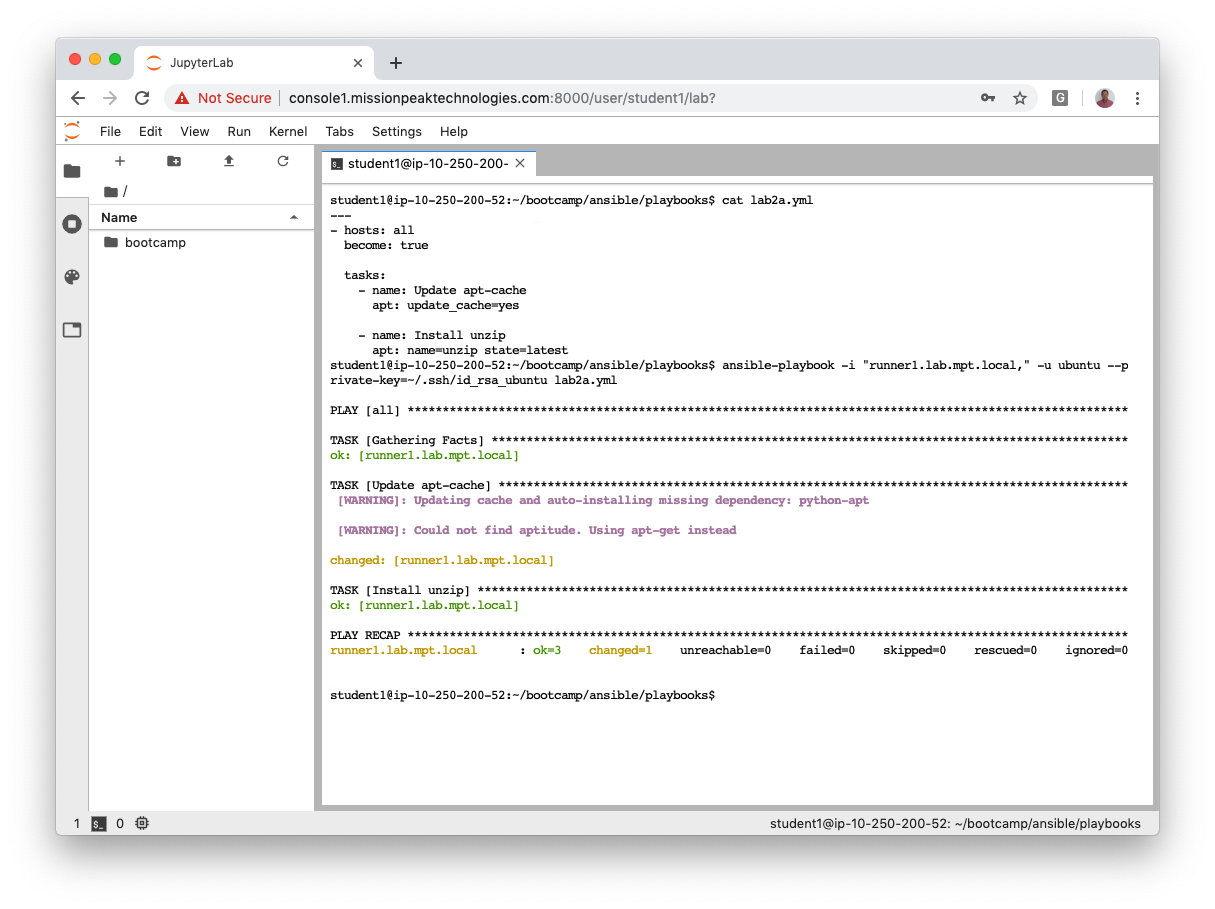 JupyterLab
Not Secure console1.missionpeaktechnologies.com:8000/user/student1/lab?
G
File Edit View Run Kernel Tabs Settings Help
student1@ip-10-250-200-
/
Name
bootcamp
student1@ip-10-250-200-52:~/bootcamp/ansible/playbooks$ cat lab2a.yml
---
- hosts: all
  become: true
  tasks:
    - name: Update apt-cache
      apt: update_cache=yes
    - name: Install unzip
      apt: name=unzip state=latest
student1@ip-10-250-200-52:~/bootcamp/ansible/playbooks$ ansible-playbook -i "runner1.lab.mpt.local," -u ubuntu --p
rivate-key=~/.ssh/id_rsa_ubuntu lab2a.yml
PLAY [all] *******************************************************************************************************
TASK [Gathering Facts] *******************************************************************************************
ok: [runner1.lab.mpt.local]
TASK [Update apt-cache] ******************************************************************************************
[WARNING]: Updating cache and auto-installing missing dependency: python-apt
[WARNING]: Could not find aptitude. Using apt-get instead
changed: [runner1.lab.mpt.local]
TASK [Install unzip] *********************************************************************************************
ok: [runner1.lab.mpt.local]
PLAY RECAP *******************************************************************************************************
runner1.lab.mpt.local      : ok=3    changed=1    unreachable=0    failed=0    skipped=0    rescued=0    ignored=0
student1@ip-10-250-200-52:~/bootcamp/ansible/playbooks$
1 $_ 0
student1@ip-10-250-200-52: ~/bootcamp/ansible/playbooks